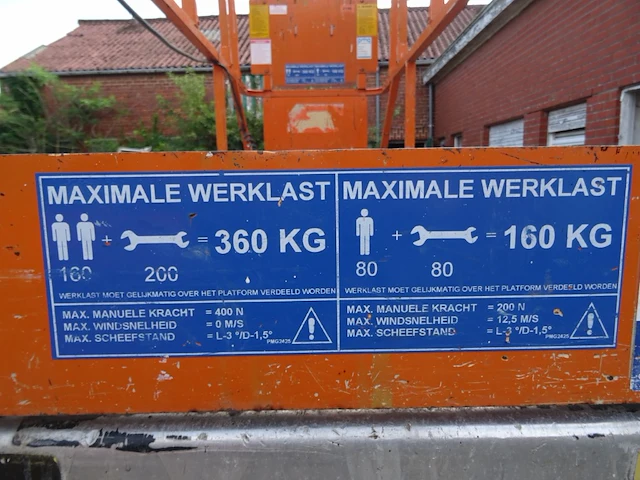 MAXIMALE WERKLAST
+ = 360 KG
160 200
WERKLAST MOET GELIJKMATIG OVER HET PLATFORM VERDEELD WORDEN
MAX. MANUELE KRACHT = 400 N
MAX. WINDSNELHEID = 0 M/S
MAX. SCHEEFSTAND = L-3 °/D-1,5°
!
PMG2425
MAXIMALE WERKLAST
+ = 160 KG
80 80
WERKLAST MOET GELIJKMATIG OVER HET PLATFORM VERDEELD WORDEN
MAX. MANUELE KRACHT = 200 N
MAX. WINDSNELHEID = 12,5 M/S
MAX. SCHEEFSTAND = L-3 °/D-1,5°
!
PMG2425